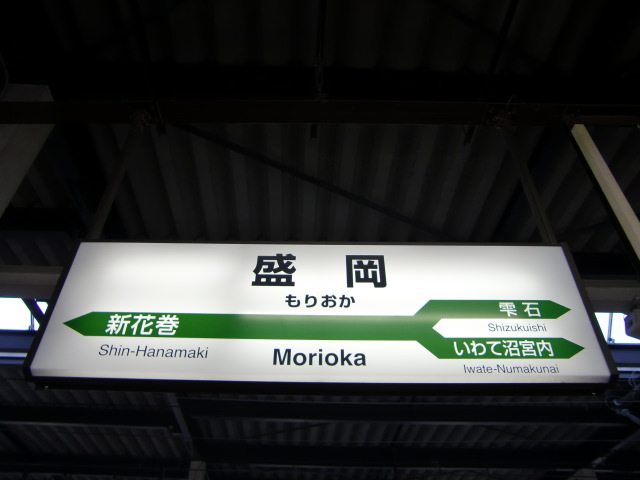 盛岡
もりおか
新花巻
雫石
Shizukuishi
いわて沼宮内
Shin-Hanamaki
Morioka
Iwate-Numakunai